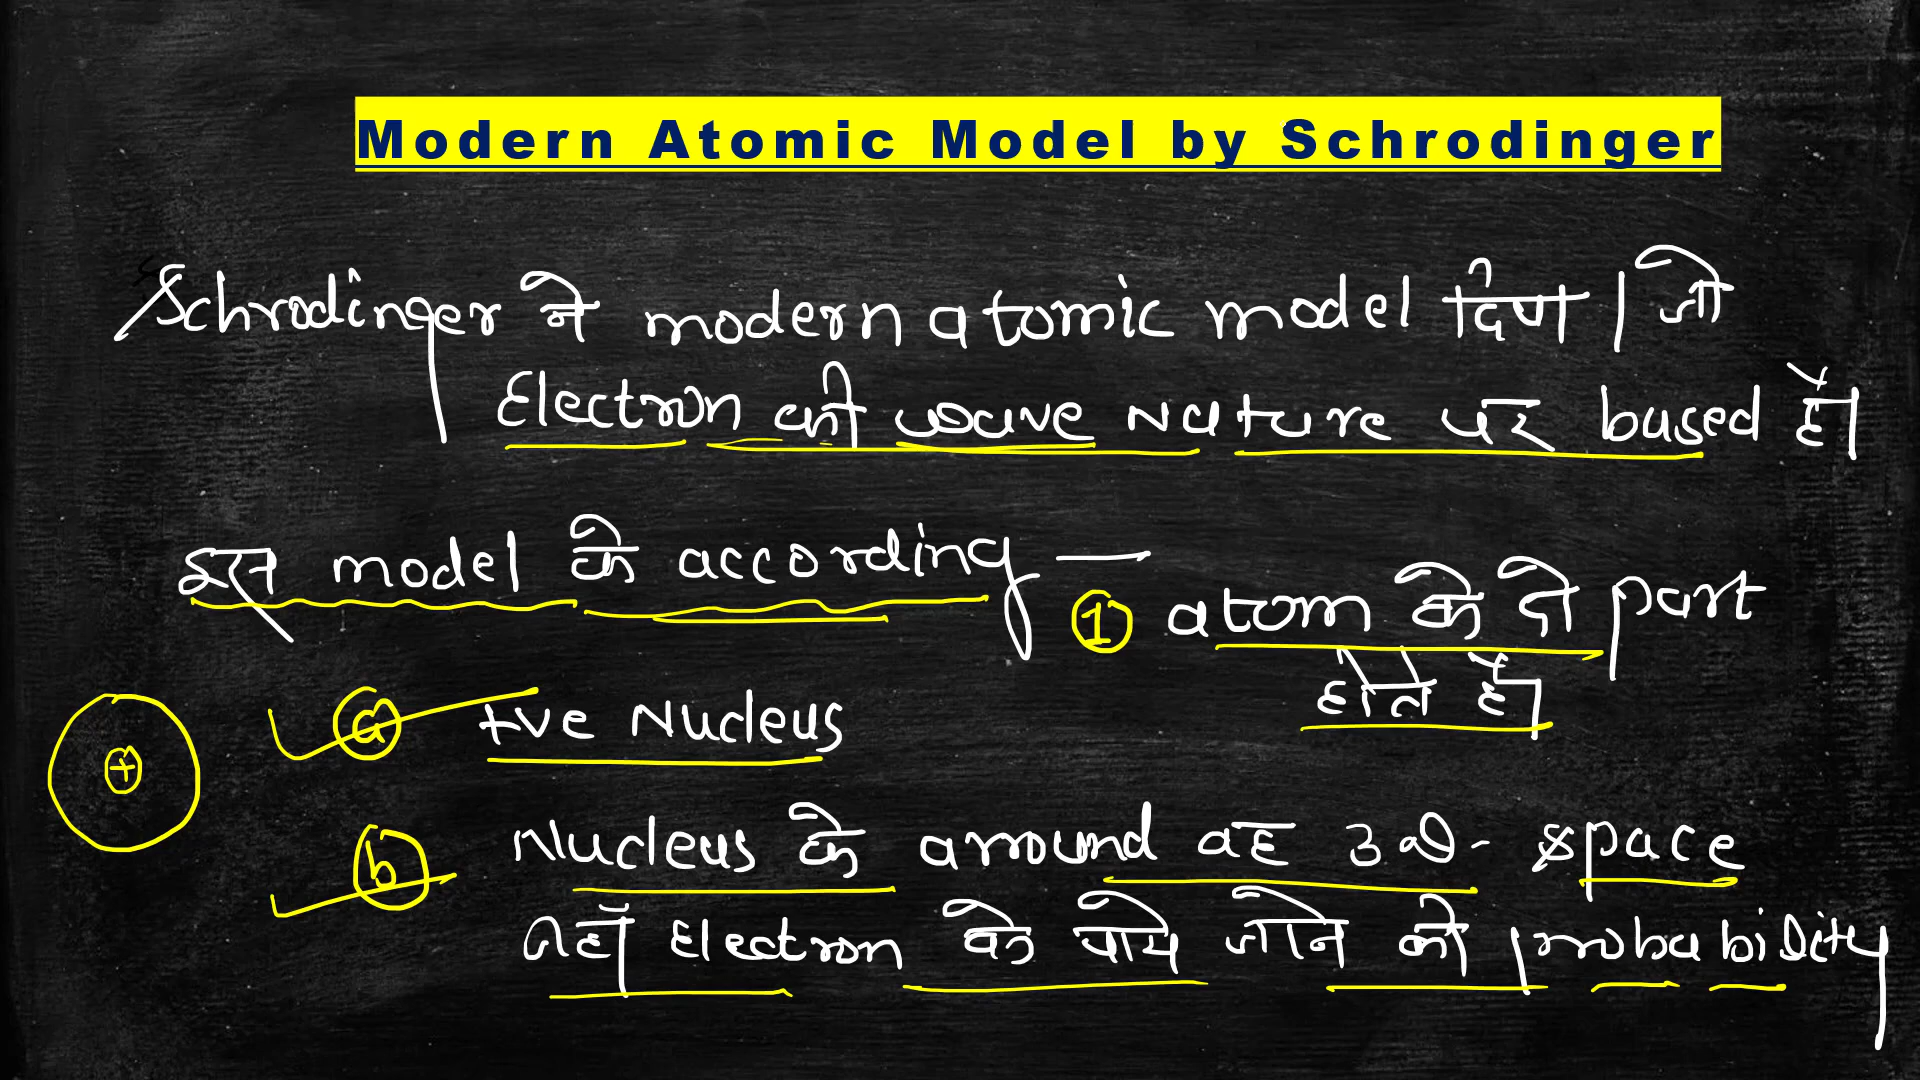 Modern Atomic Model by Schrodinger
Schrodinger ने modern atomic model दिया । जो
Electron की wave Nature पर based है।
इस model के according — ① atom के दो part
होते हैं।
ⓐ +ve Nucleus
+
ⓑ Nucleus के around वह 3D- space
जहाँ Electron के पाये जाने की probability